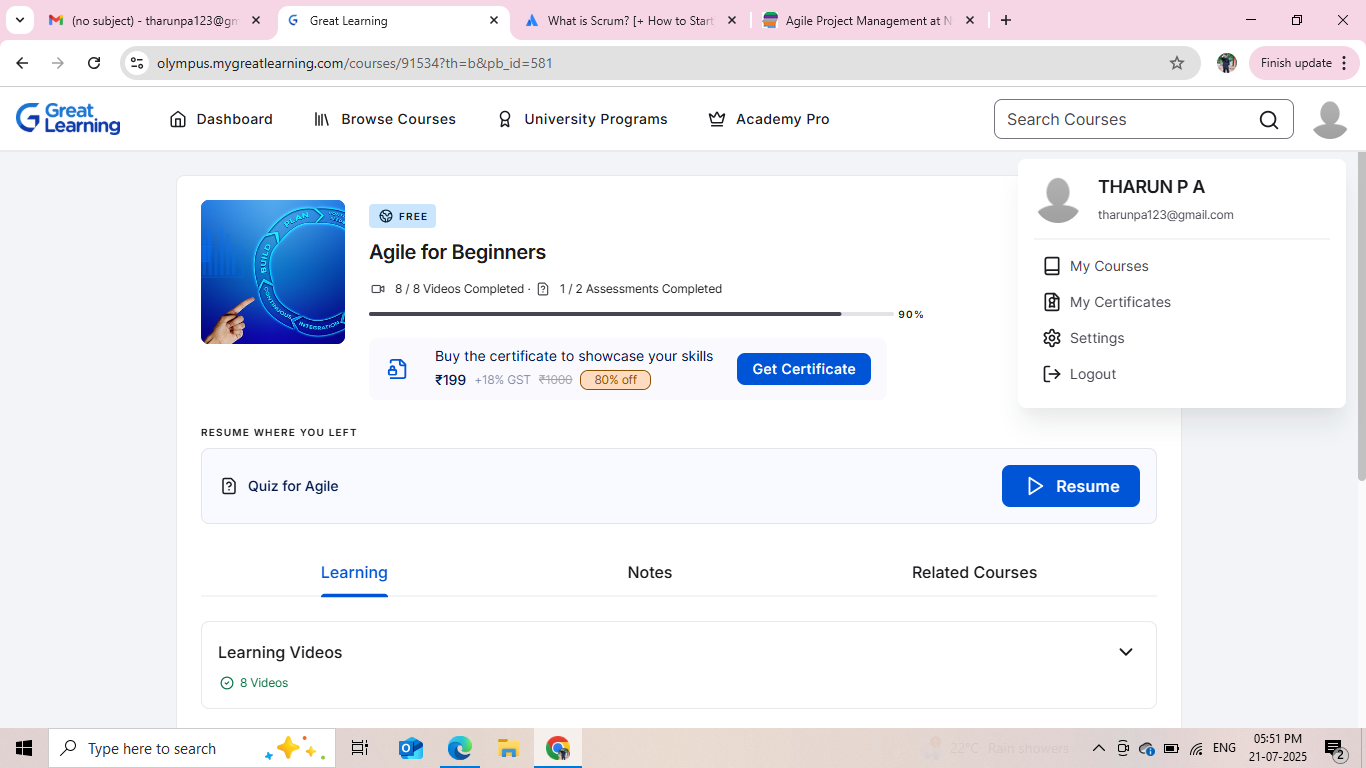 (no subject) - tharunpa123@gm
Great Learning
What is Scrum? [+ How to Start
Agile Project Management at N
olympus.mygreatlearning.com/courses/91534?th=b&pb_id=581
Finish update
Great Learning
Dashboard
Browse Courses
University Programs
Academy Pro
Search Courses
THARUN P A
tharunpa123@gmail.com
My Courses
My Certificates
Settings
Logout
PLAN
BUILD
CONTINUOUS
INTEGRATION
FREE
Agile for Beginners
8 / 8 Videos Completed · 1 / 2 Assessments Completed
90%
Buy the certificate to showcase your skills
₹199 +18% GST ₹1000 80% off
Get Certificate
RESUME WHERE YOU LEFT
Quiz for Agile
Resume
Learning
Notes
Related Courses
Learning Videos
8 Videos
Type here to search
22°C Rain showers
ENG
05:51 PM
21-07-2025
2